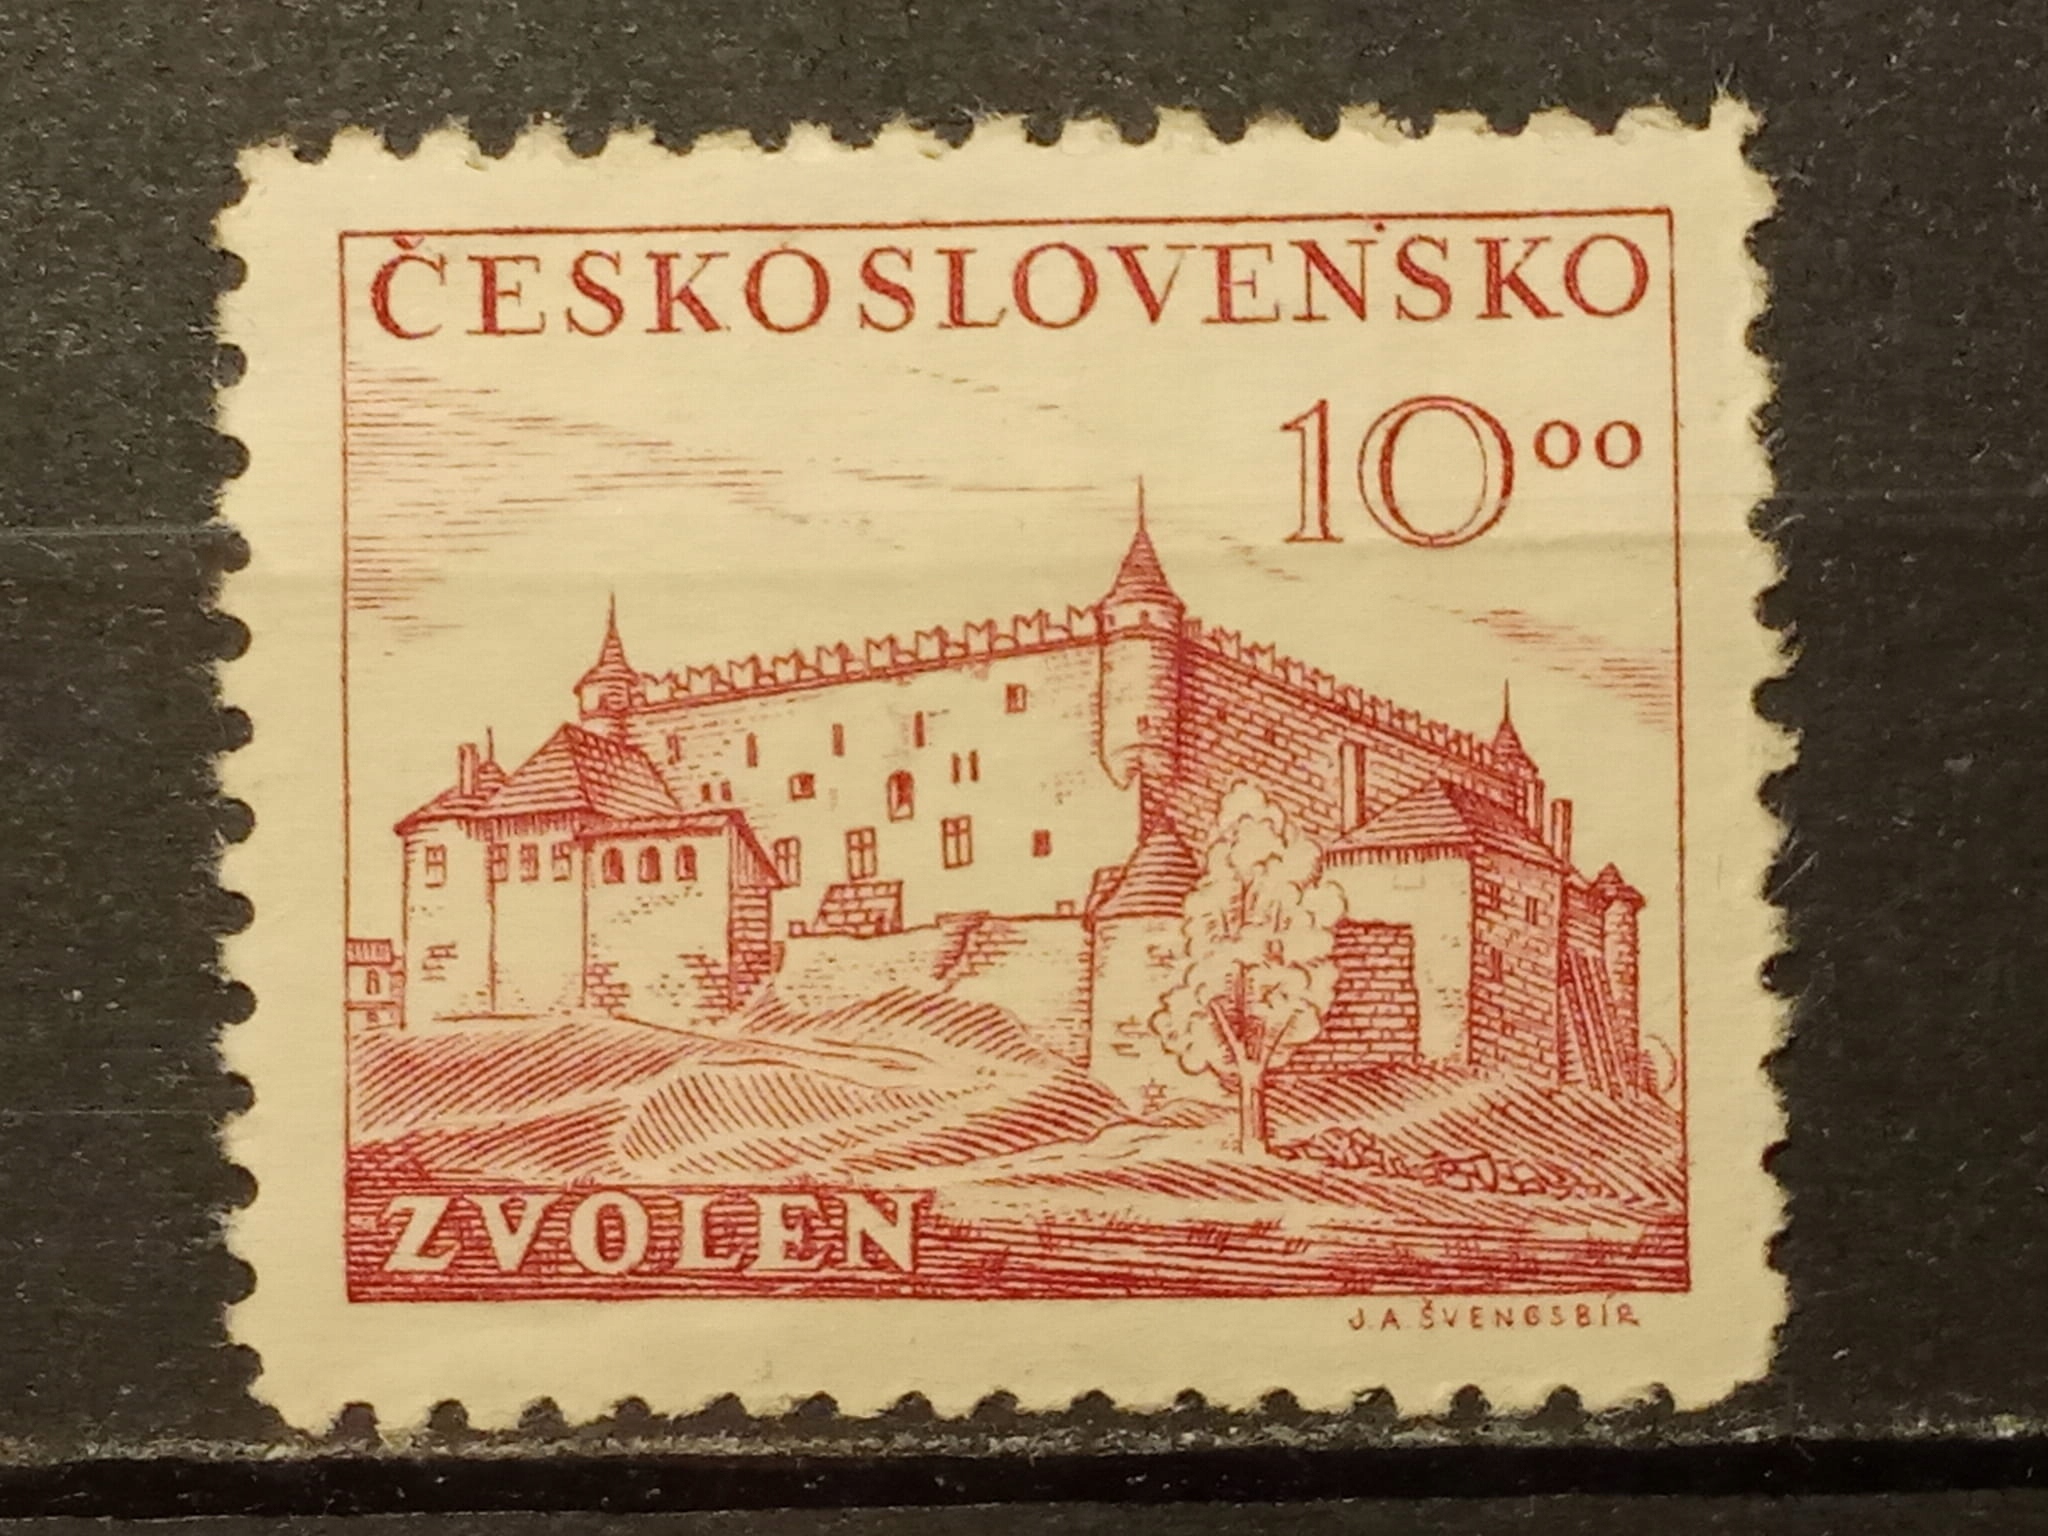 ČESKOSLOVENSKO
10⁰⁰
ZVOLEN
J.A.ŠVENGSBÍR